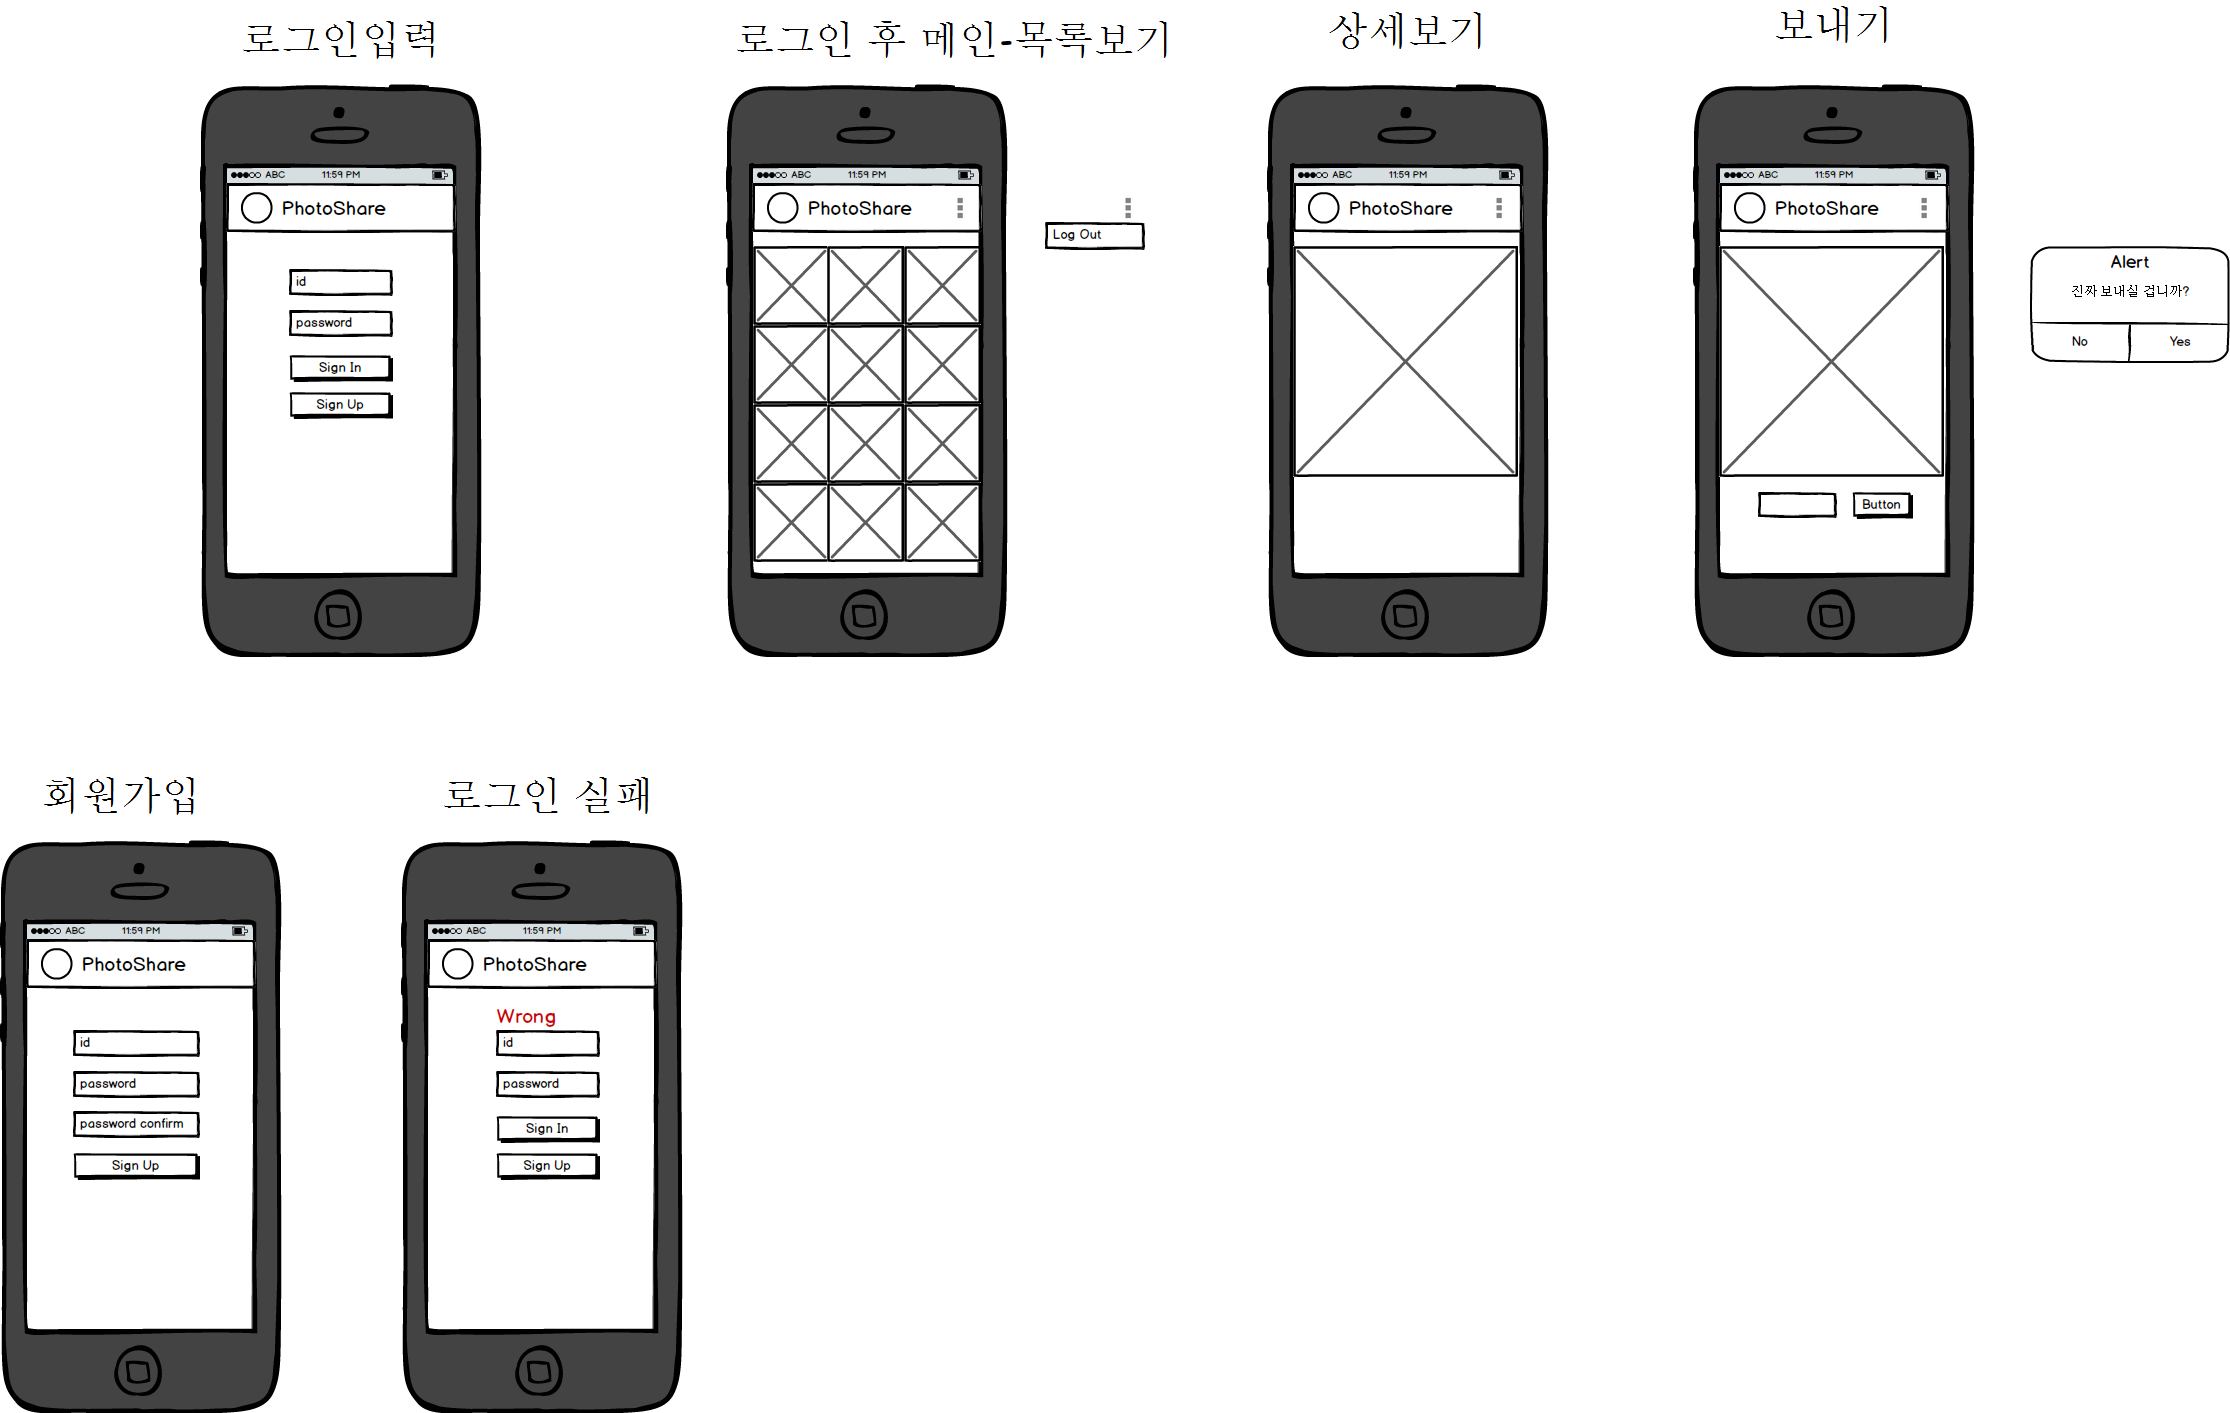 로그인입력
ABC 11:59 PM
PhotoShare
id
password
Sign In
Sign Up
로그인 후 메인-목록보기
ABC 11:59 PM
PhotoShare
Log Out
상세보기
ABC 11:59 PM
PhotoShare
보내기
ABC 11:59 PM
PhotoShare
Button
Alert
진짜 보내실 겁니까?
No Yes
회원가입
ABC 11:59 PM
PhotoShare
id
password
password confirm
Sign Up
로그인 실패
ABC 11:59 PM
PhotoShare
Wrong
id
password
Sign In
Sign Up